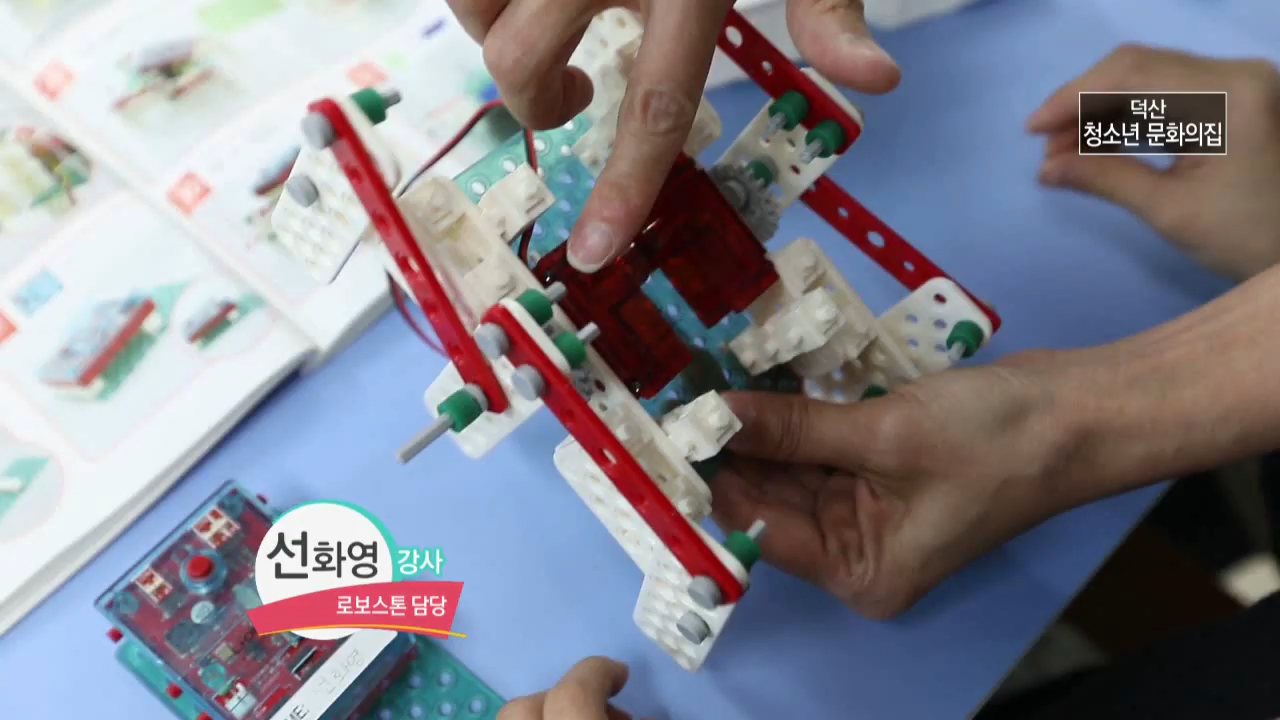 덕산
청소년 문화의집
선화영 강사
로보스톤 담당